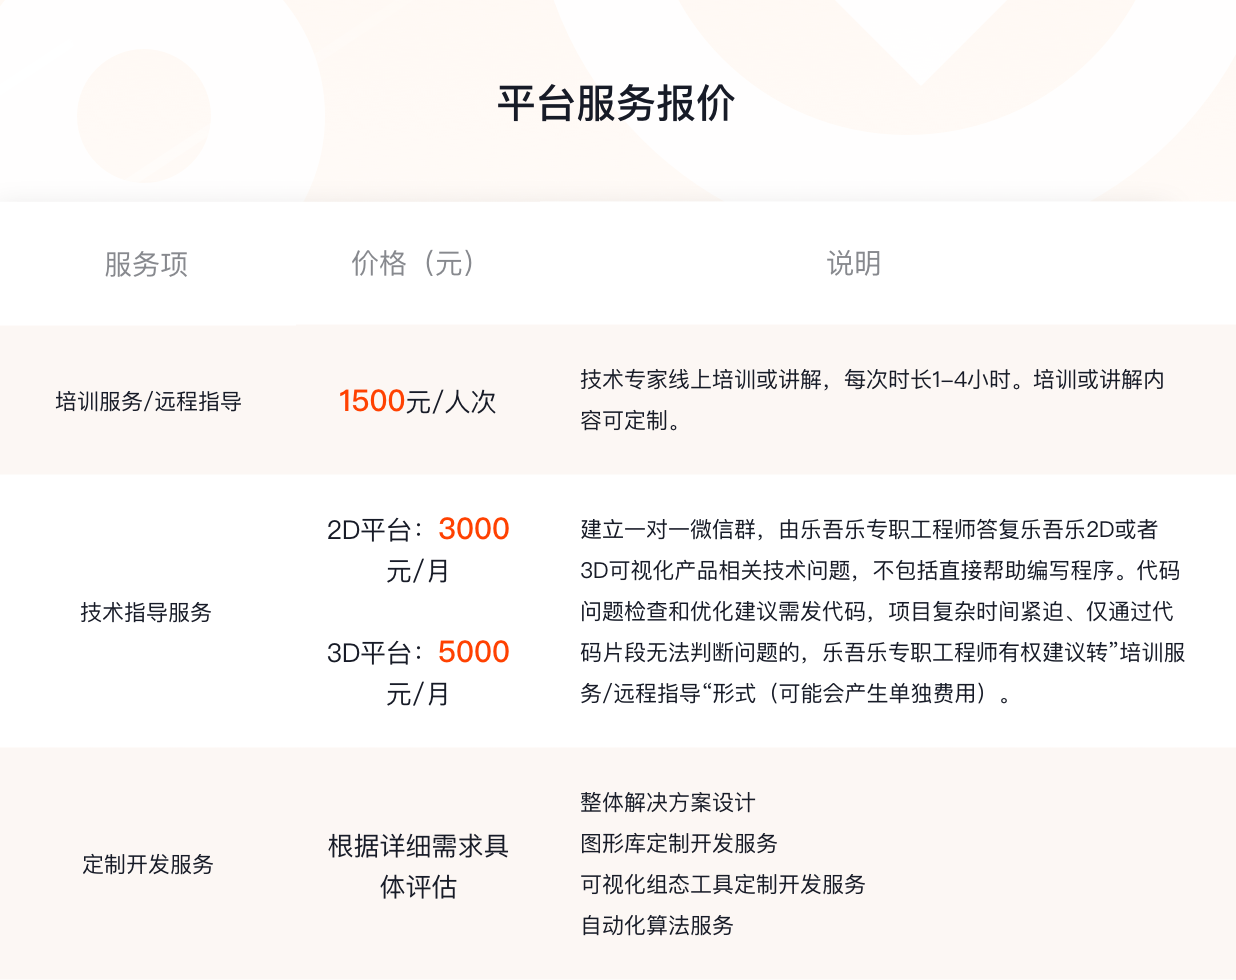 平台服务报价
服务项
价格（元）
说明
培训服务/远程指导
1500元/人次
技术专家线上培训或讲解，每次时长1-4小时。培训或讲解内
容可定制。
技术指导服务
2D平台：3000
元/月
3D平台：5000
元/月
建立一对一微信群，由乐吾乐专职工程师答复乐吾乐2D或者
3D可视化产品相关技术问题，不包括直接帮助编写程序。代码
问题检查和优化建议需发代码，项目复杂时间紧迫、仅通过代
码片段无法判断问题的，乐吾乐专职工程师有权建议转”培训服
务/远程指导“形式（可能会产生单独费用）。
定制开发服务
根据详细需求具
体评估
整体解决方案设计
图形库定制开发服务
可视化组态工具定制开发服务
自动化算法服务